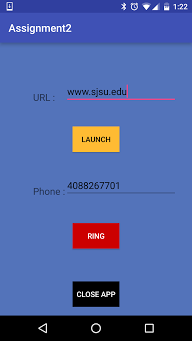 1:22
Assignment2
URL : www.sjsu.edu
LAUNCH
Phone : 4088267701
RING
CLOSE APP